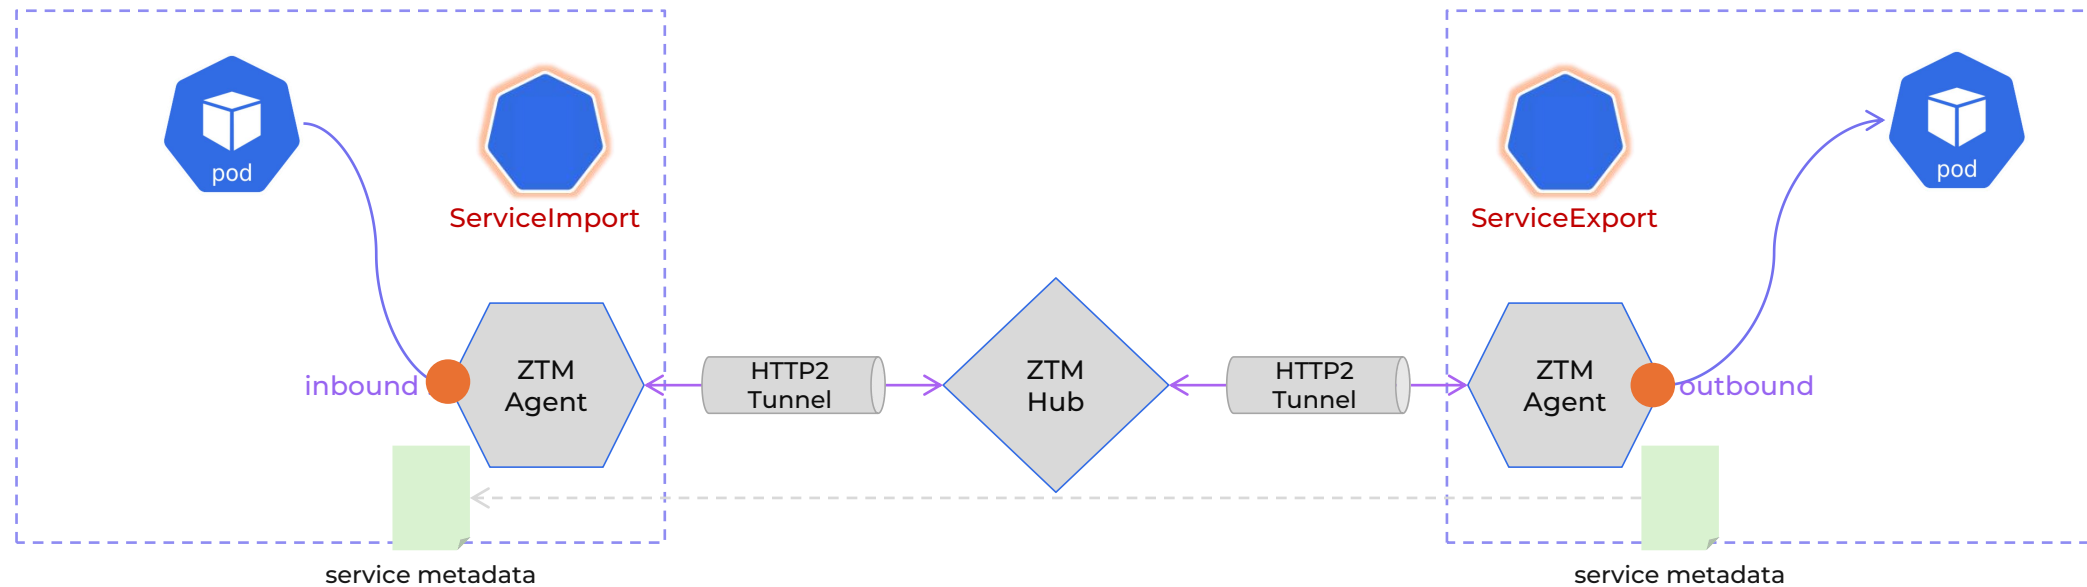 pod
ServiceImport
ServiceExport
pod
inbound
ZTM
Agent
HTTP2
Tunnel
ZTM
Hub
HTTP2
Tunnel
ZTM
Agent
outbound
service metadata
service metadata